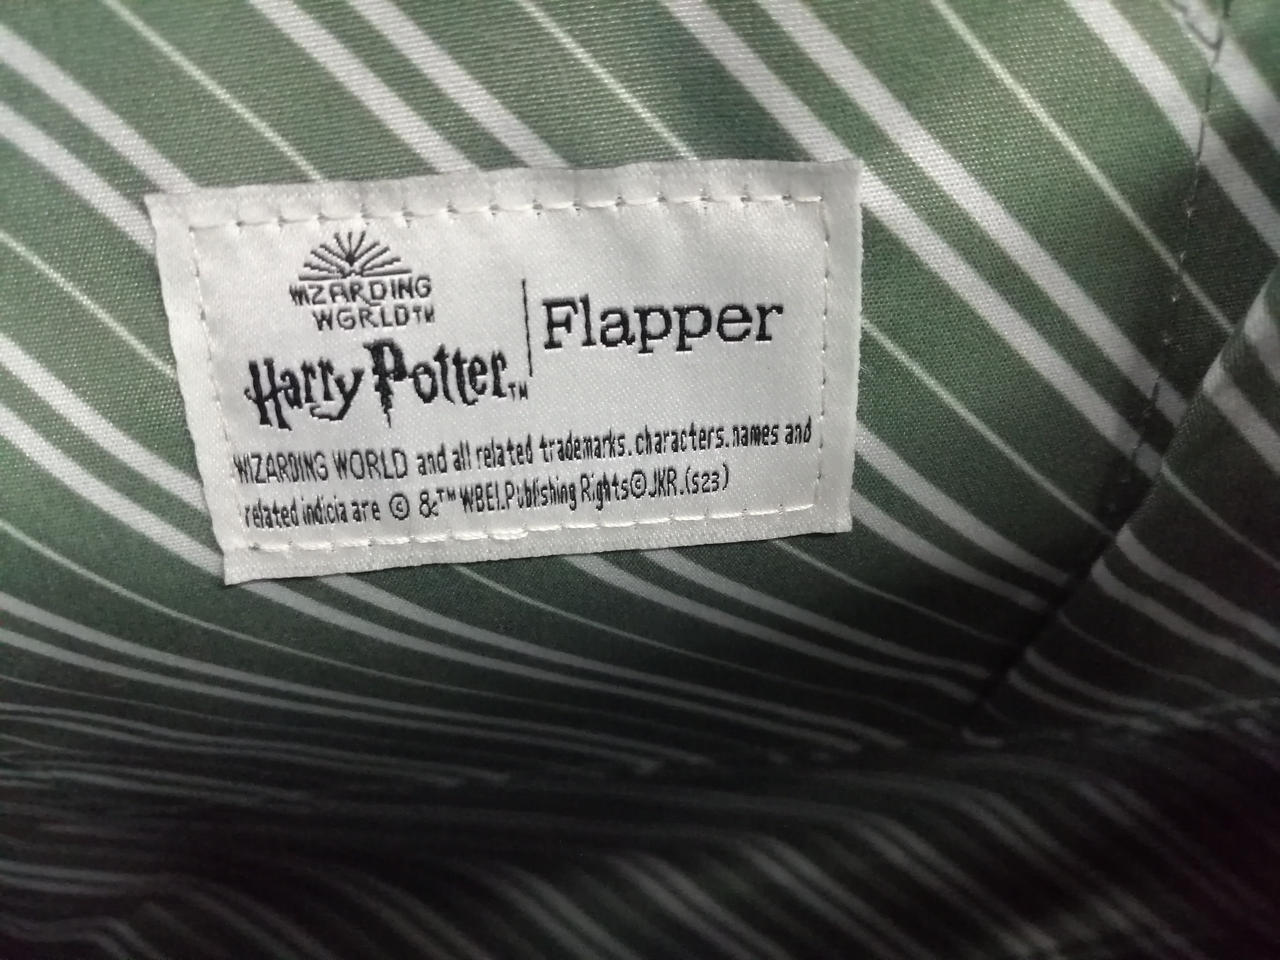 WIZARDING
WORLD™
Harry Potter™
Flapper
WIZARDING WORLD and all related trademarks.characters.names and
related indicia are © &™ WBEI.Publishing Rights©JKR.(s23)